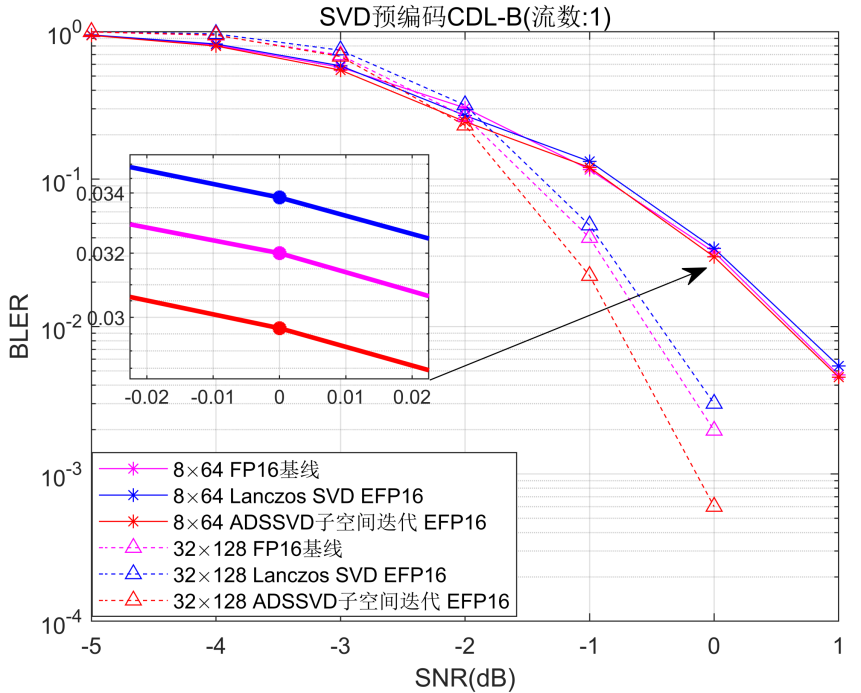 SVD预编码CDL-B(流数:1)
10^0
10^-1
10^-2
10^-3
10^-4
BLER
0.034
0.032
0.03
-0.02 -0.01 0 0.01 0.02
8×64 FP16基线
8×64 Lanczos SVD EFP16
8×64 ADSSVD子空间迭代 EFP16
32×128 FP16基线
32×128 Lanczos SVD EFP16
32×128 ADSSVD子空间迭代 EFP16
-5 -4 -3 -2 -1 0 1
SNR(dB)